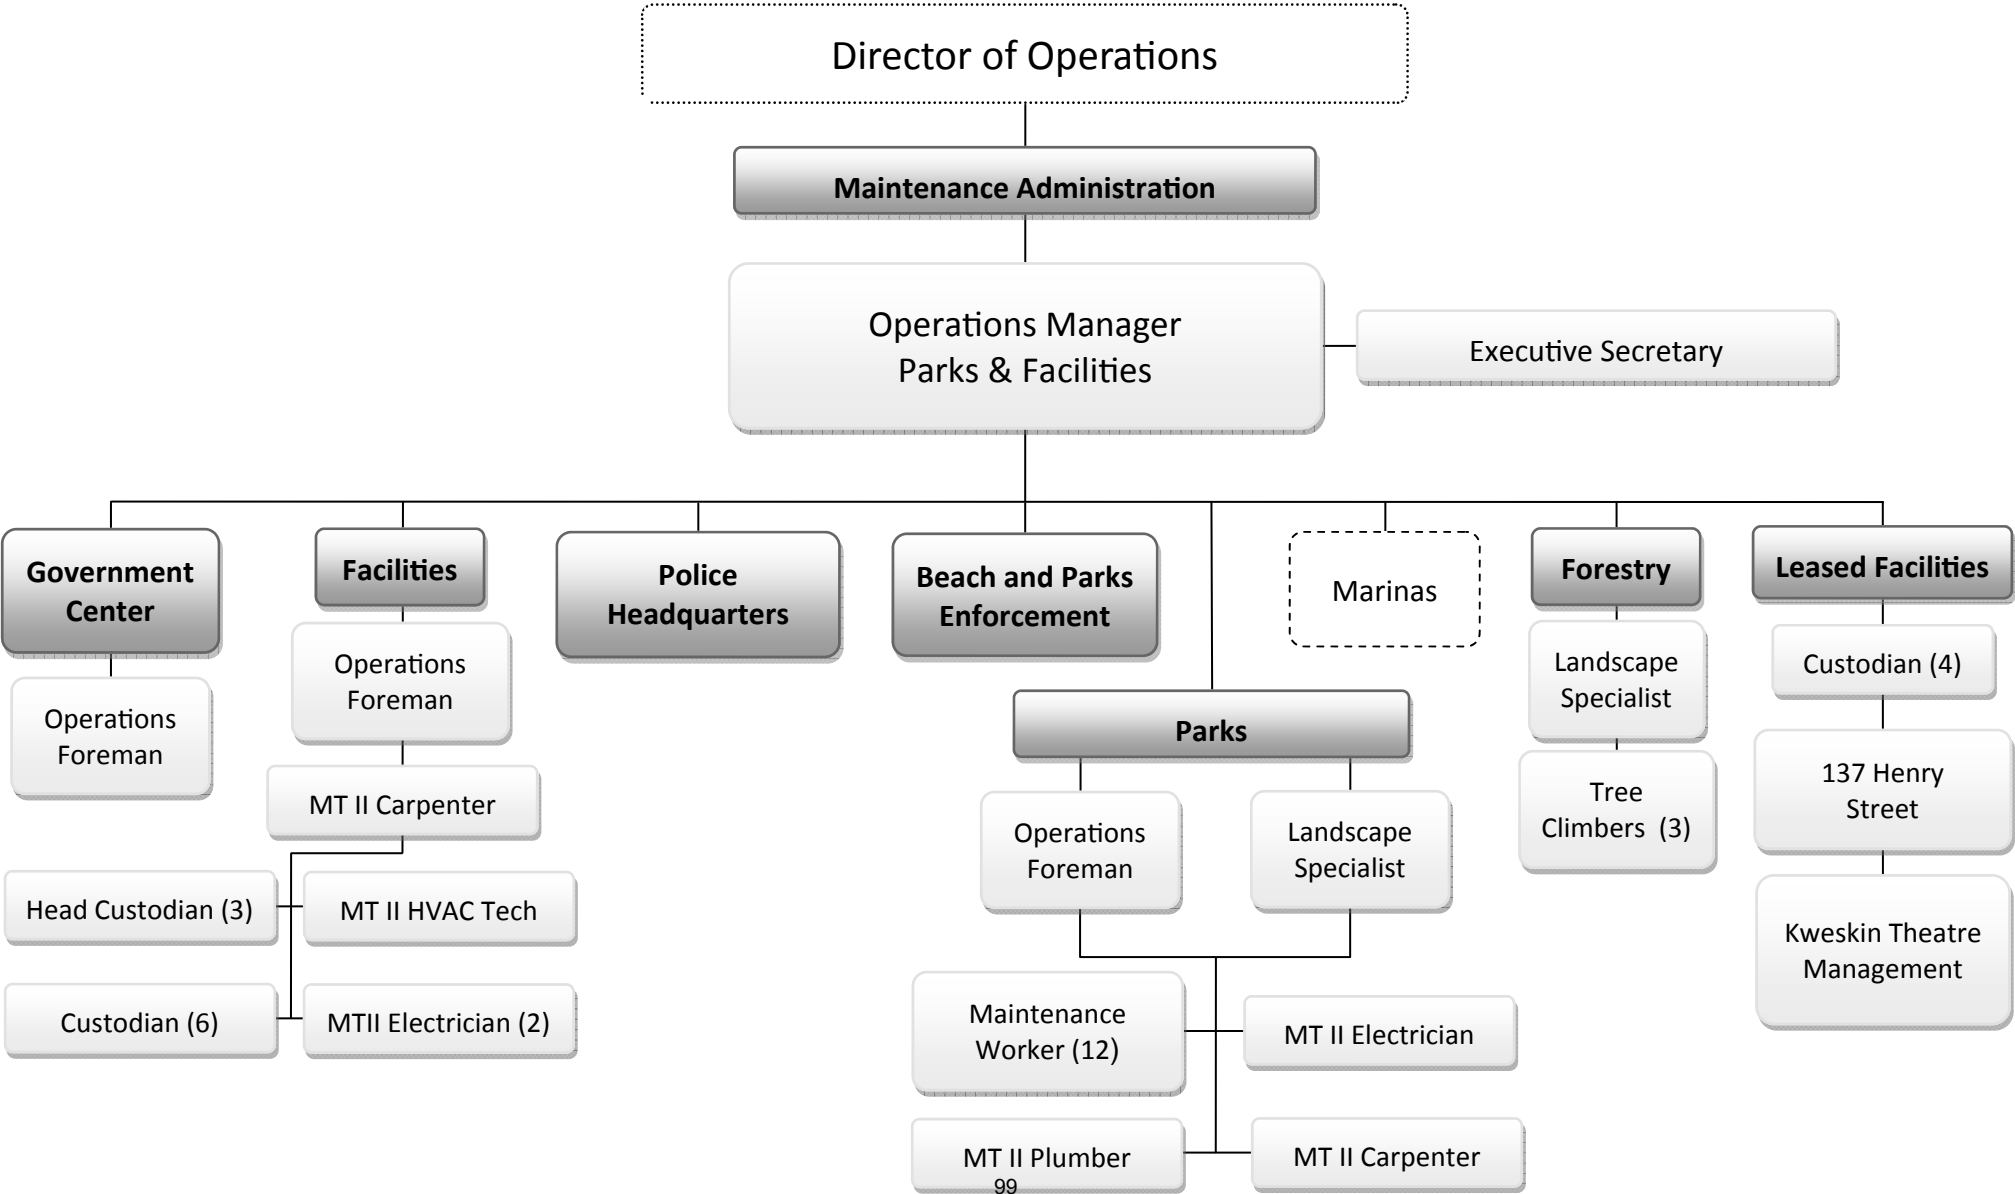 Director of Operations
Maintenance Administration
Operations Manager
Parks & Facilities
Executive Secretary
Government
Center
Operations
Foreman
Facilities
Operations
Foreman
MT II Carpenter
Head Custodian (3)
MT II HVAC Tech
Custodian (6)
MTII Electrician (2)
Police
Headquarters
Beach and Parks
Enforcement
Parks
Operations
Foreman
Landscape
Specialist
Maintenance
Worker (12)
MT II Electrician
MT II Plumber
MT II Carpenter
Marinas
Forestry
Landscape
Specialist
Tree
Climbers  (3)
Leased Facilities
Custodian (4)
137 Henry
Street
Kweskin Theatre
Management
99